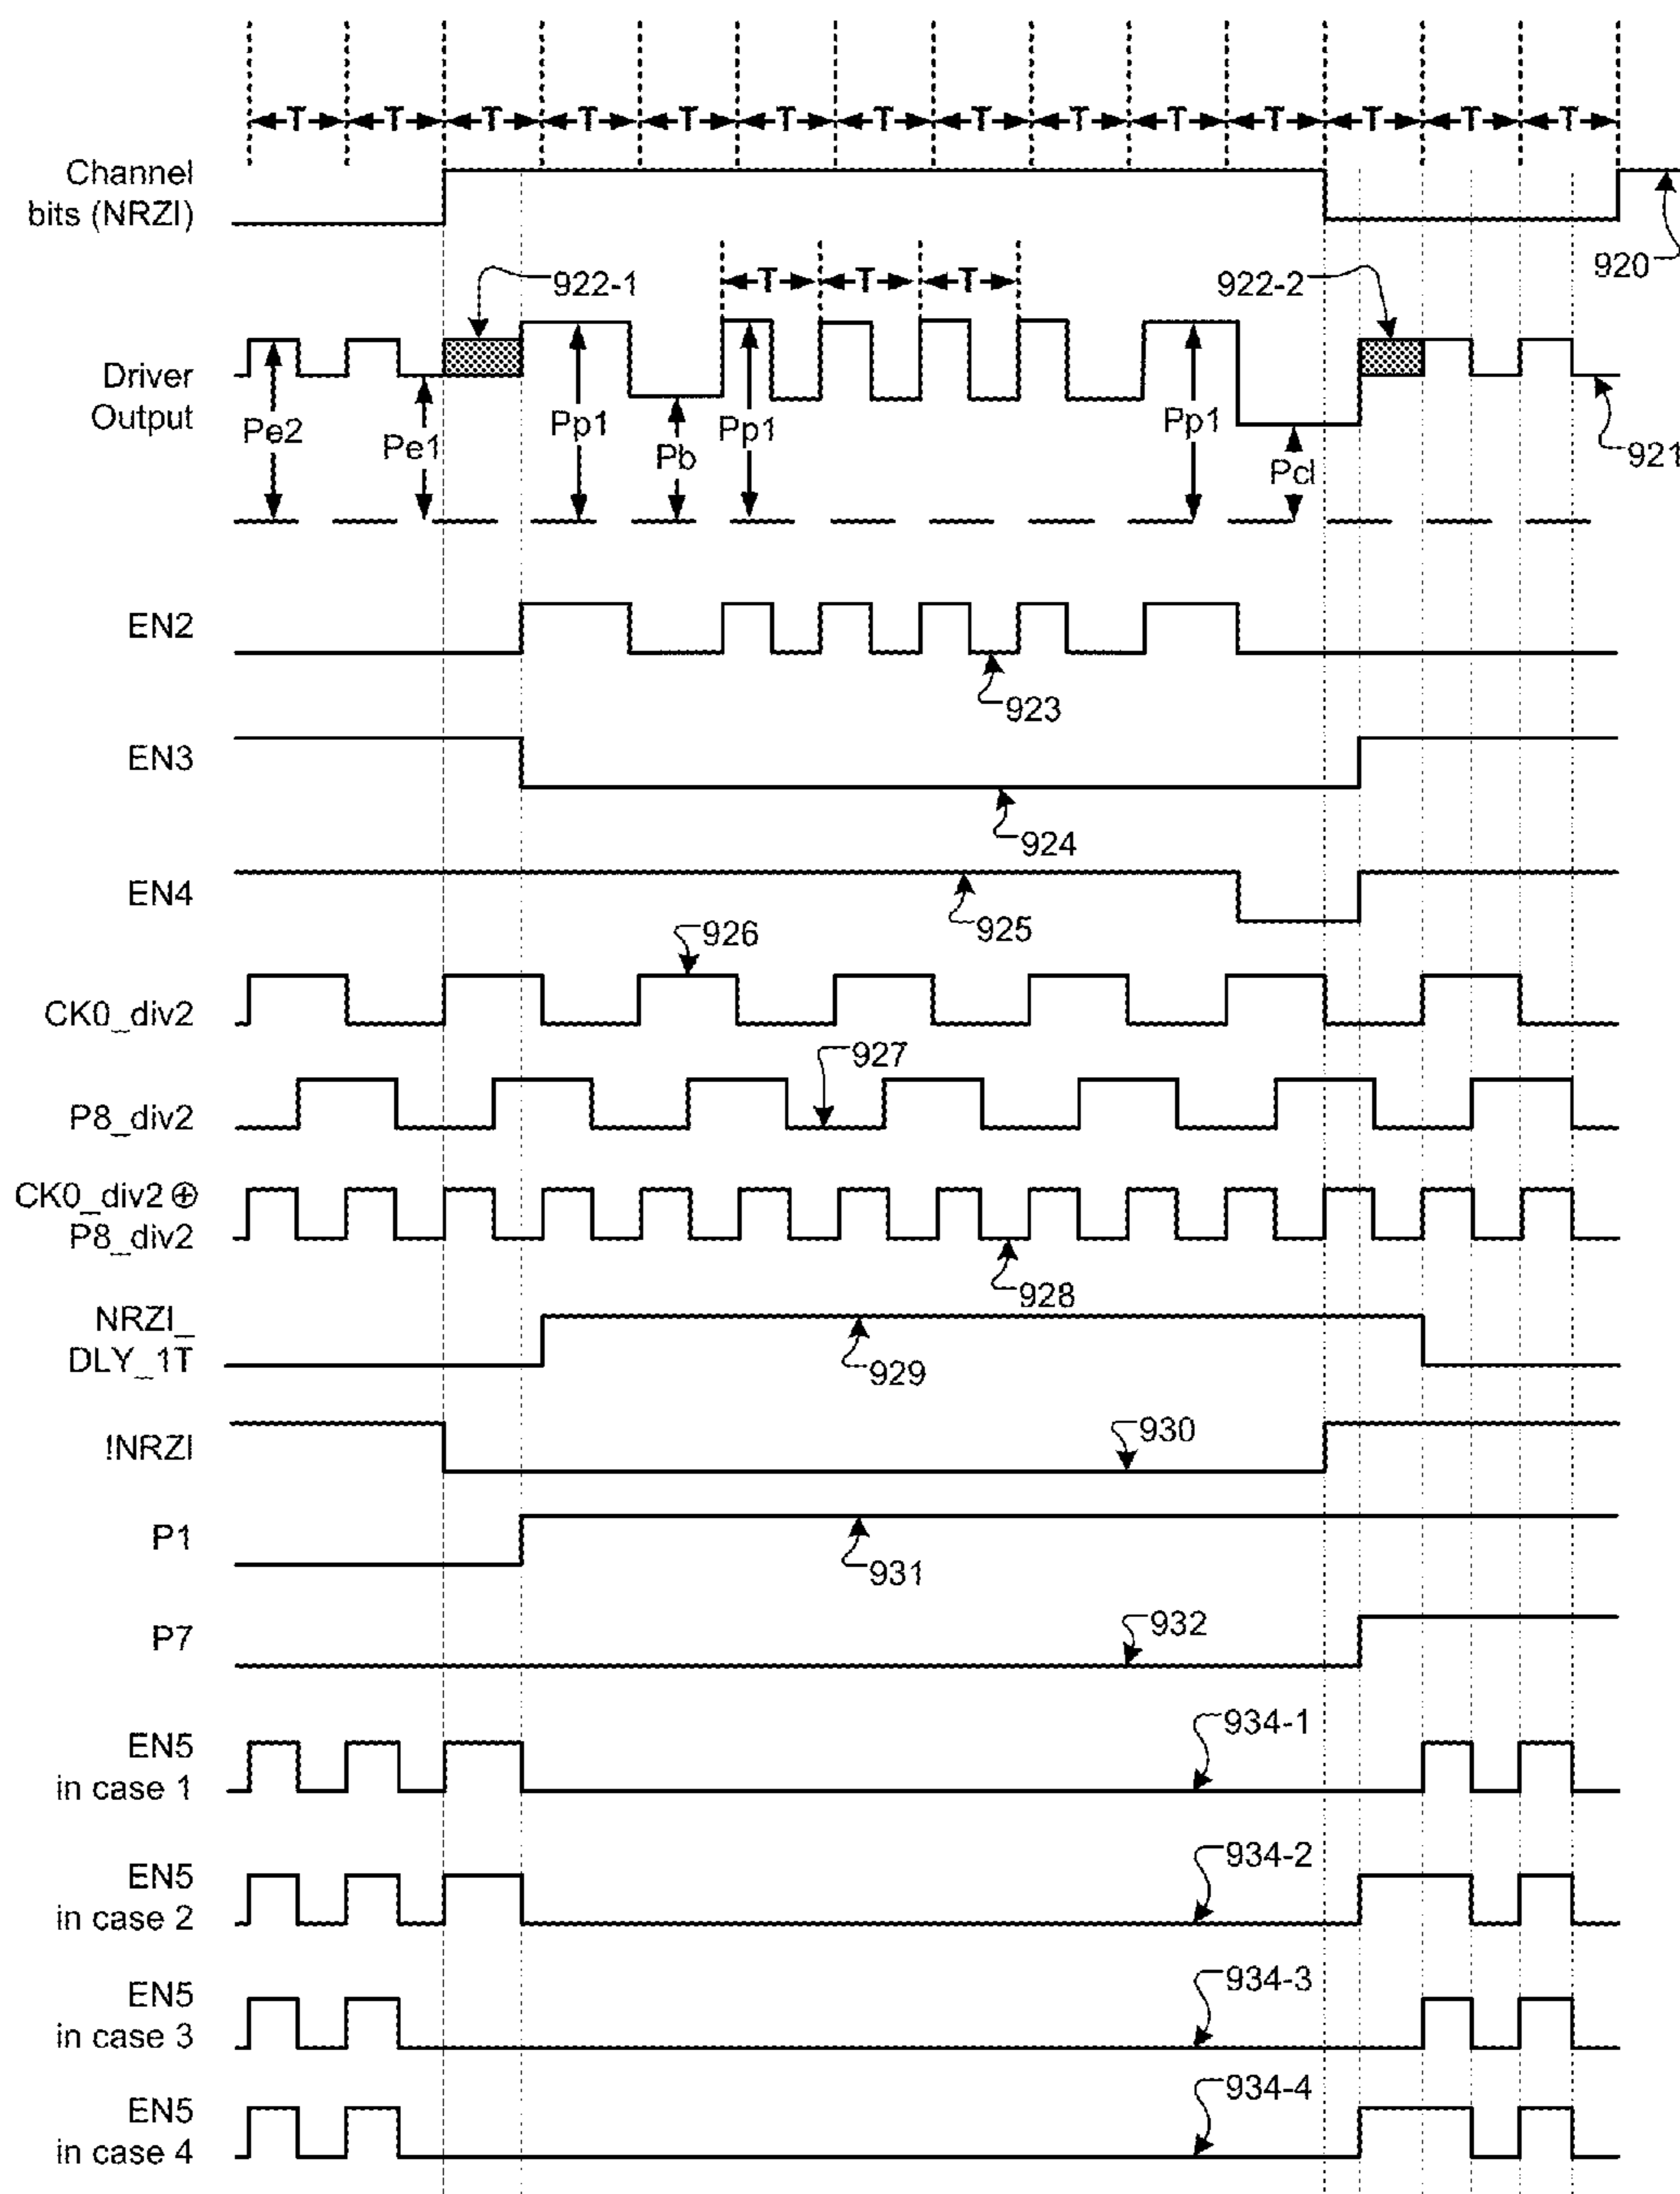 T T T T T T T T T T T T T T
Channel
bits (NRZI)
920
T T T
922-1
922-2
Driver
Output
Pe2
Pe1
Pp1
Pb
Pp1
Pp1
Pcl
921
EN2
923
EN3
924
EN4
925
926
CK0_div2
927
P8_div2
CK0_div2 ⊕
P8_div2
928
NRZI_
DLY_1T
929
!NRZI
930
P1
931
P7
932
EN5
in case 1
934-1
EN5
in case 2
934-2
EN5
in case 3
934-3
EN5
in case 4
934-4